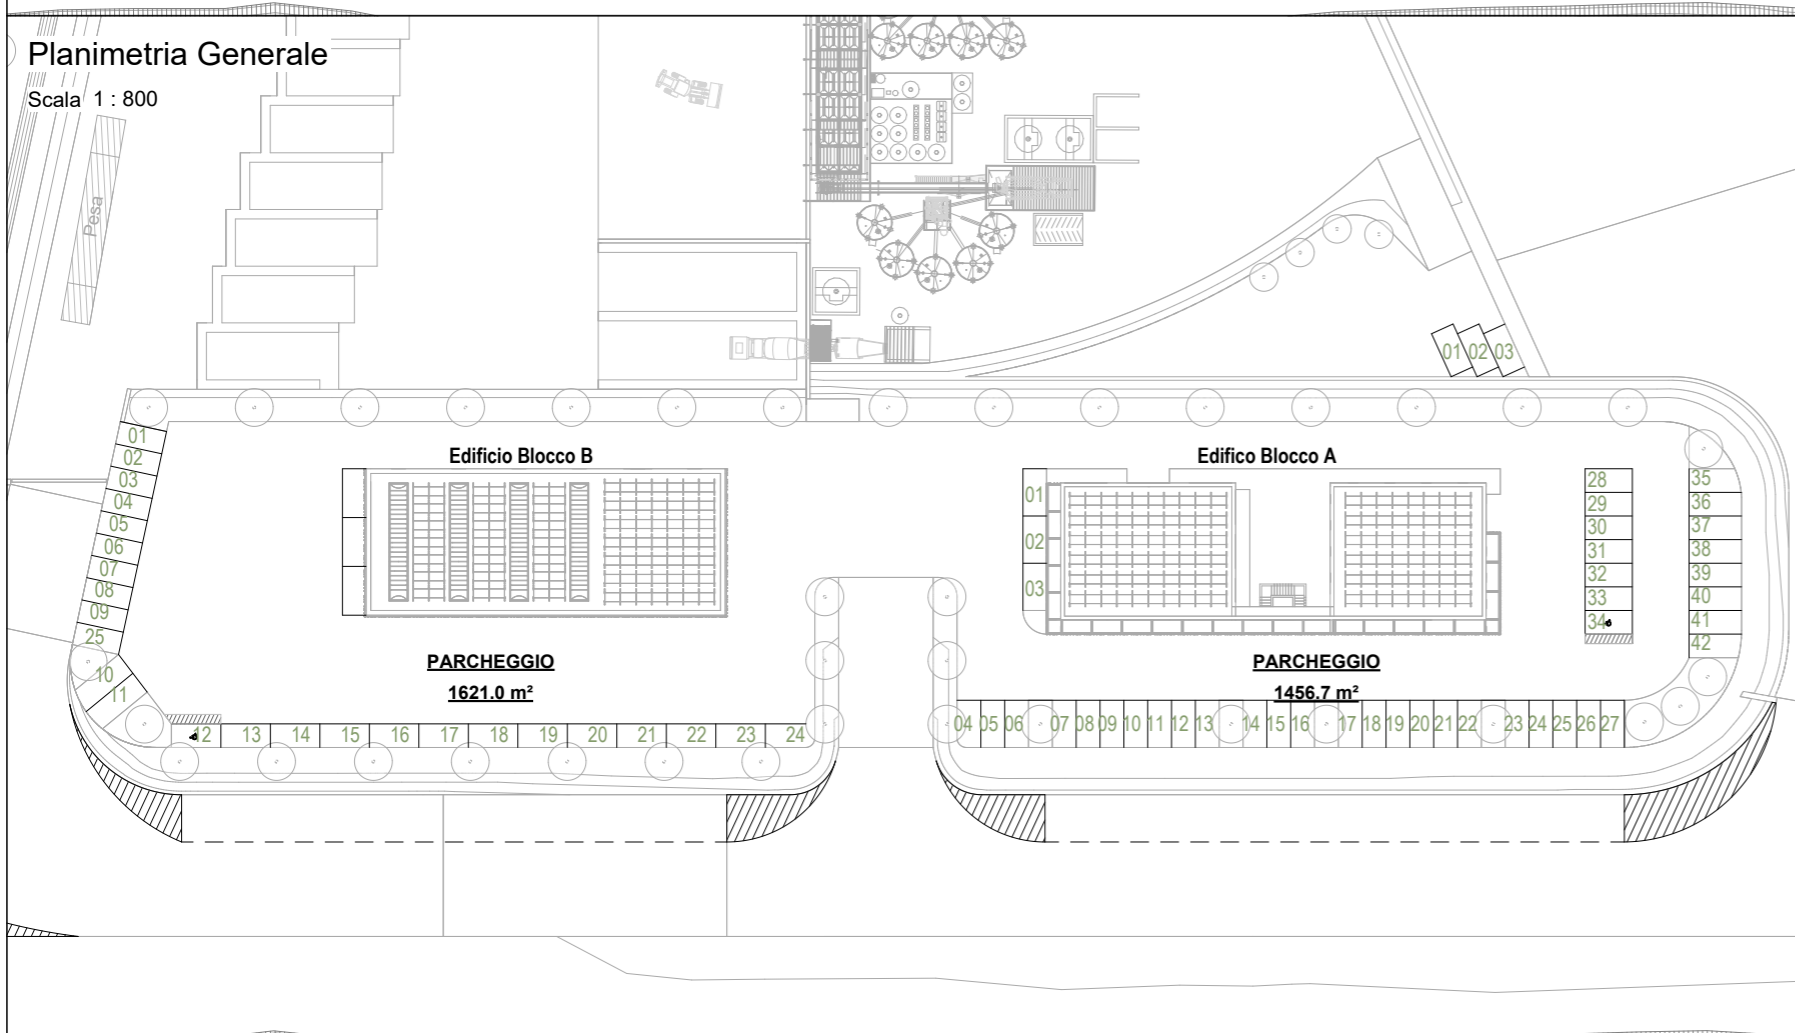 Planimetria Generale
Scala 1 : 800
Pesa
01 02 03
Edificio Blocco B
Edifico Blocco A
01
02
03
04
05
06
07
08
09
25
10
11
12 13 14 15 16 17 18 19 20 21 22 23 24
PARCHEGGIO
1621.0 m²
01
02
03
PARCHEGGIO
1456.7 m²
04 05 06 07 08 09 10 11 12 13 14 15 16 17 18 19 20 21 22 23 24 25 26 27
28
29
30
31
32
33
34
35
36
37
38
39
40
41
42